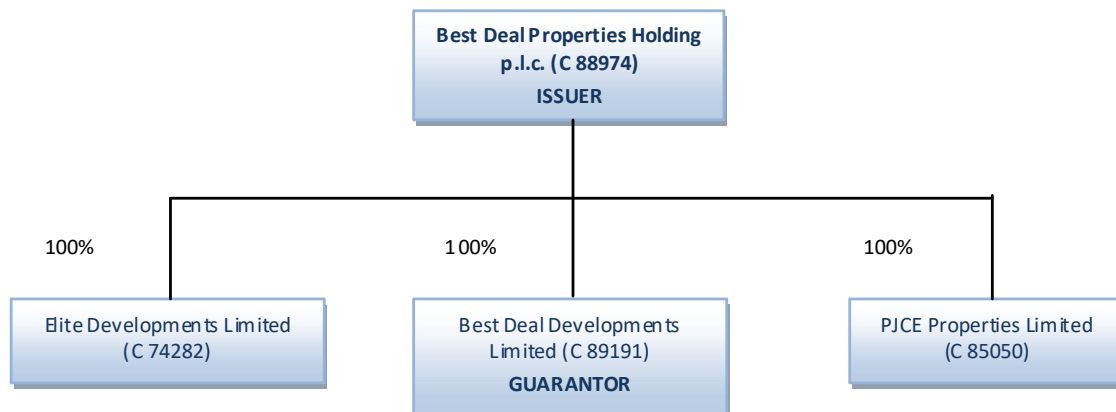 Best Deal Properties Holding
p.l.c. (C 88974)
ISSUER
100%
100%
100%
Elite Developments Limited
(C 74282)
Best Deal Developments
Limited (C 89191)
GUARANTOR
PJCE Properties Limited
(C 85050)